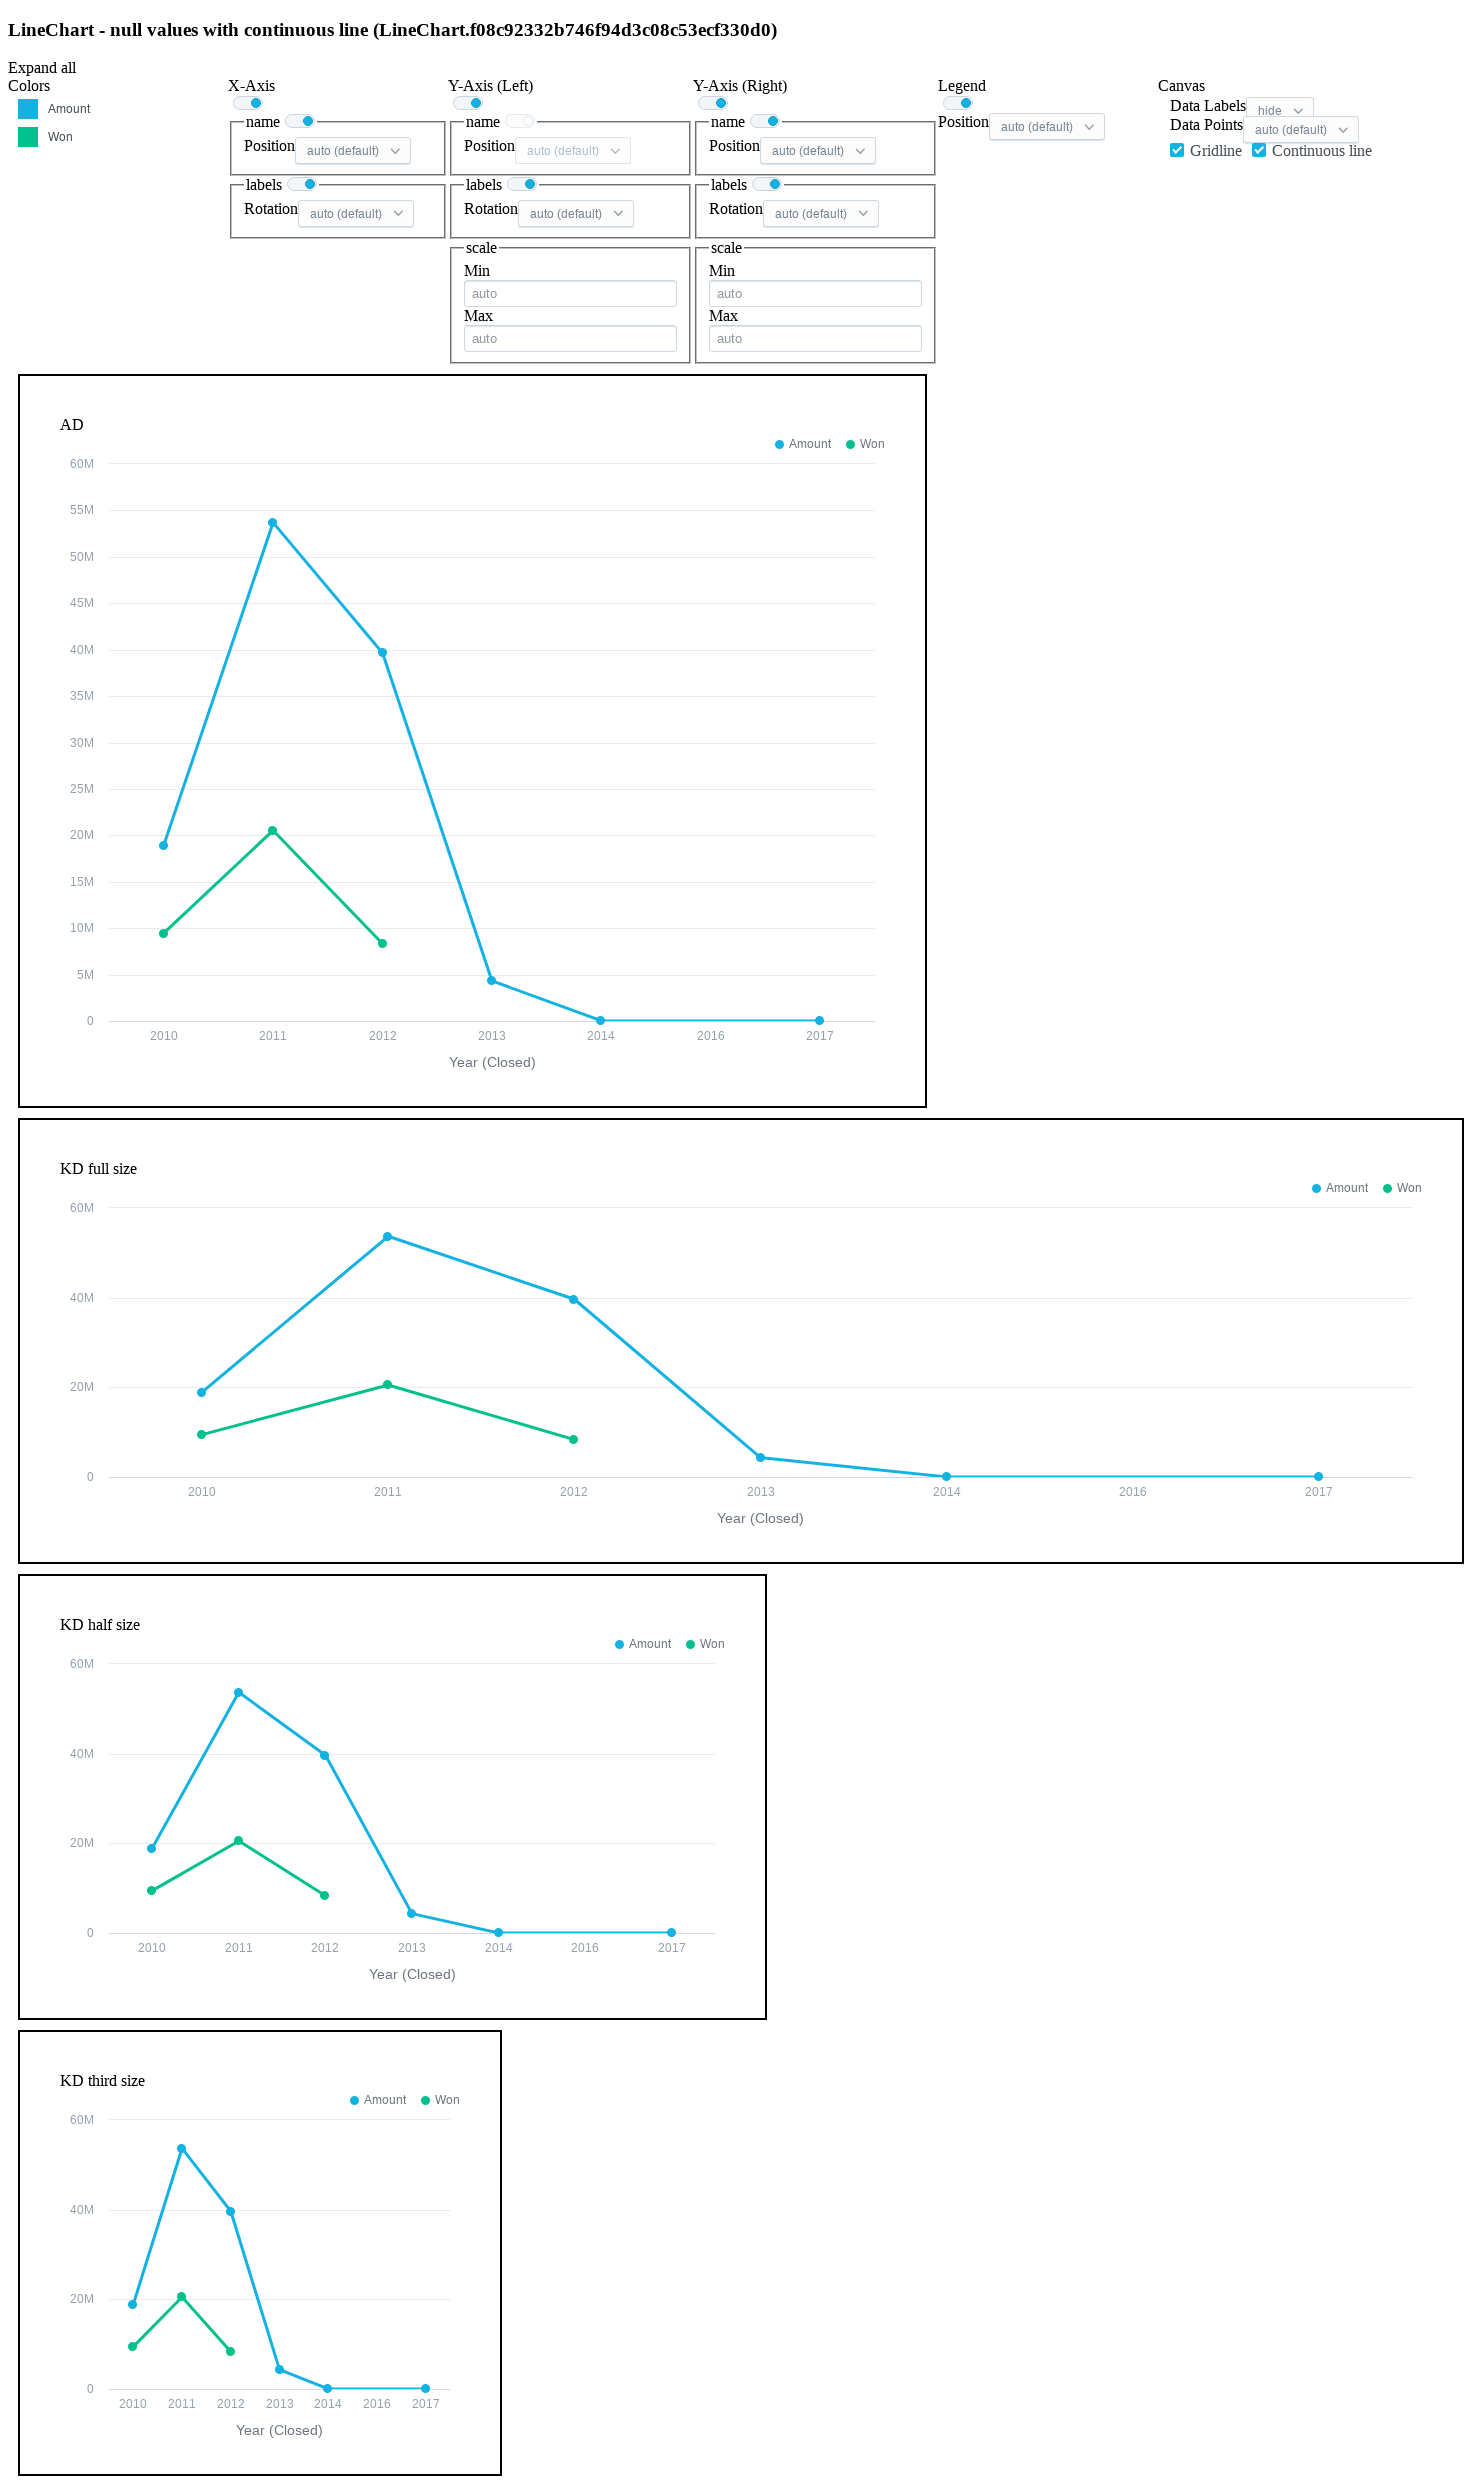 LineChart - null values with continuous line (LineChart.f08c92332b746f94d3c08c53ecf330d0)
Expand all
Colors
Amount
Won
X-Axis
name
Position auto (default)
labels
Rotation auto (default)
Y-Axis (Left)
name
Position auto (default)
labels
Rotation auto (default)
scale
Min
auto
Max
auto
Y-Axis (Right)
name
Position auto (default)
labels
Rotation auto (default)
scale
Min
auto
Max
auto
Legend
Position auto (default)
Canvas
Data Labels hide
Data Points auto (default)
Gridline Continuous line
AD
Amount Won
60M
55M
50M
45M
40M
35M
30M
25M
20M
15M
10M
5M
0
2010 2011 2012 2013 2014 2016 2017
Year (Closed)
KD full size
Amount Won
60M
40M
20M
0
2010 2011 2012 2013 2014 2016 2017
Year (Closed)
KD half size
Amount Won
60M
40M
20M
0
2010 2011 2012 2013 2014 2016 2017
Year (Closed)
KD third size
Amount Won
60M
40M
20M
0
2010 2011 2012 2013 2014 2016 2017
Year (Closed)